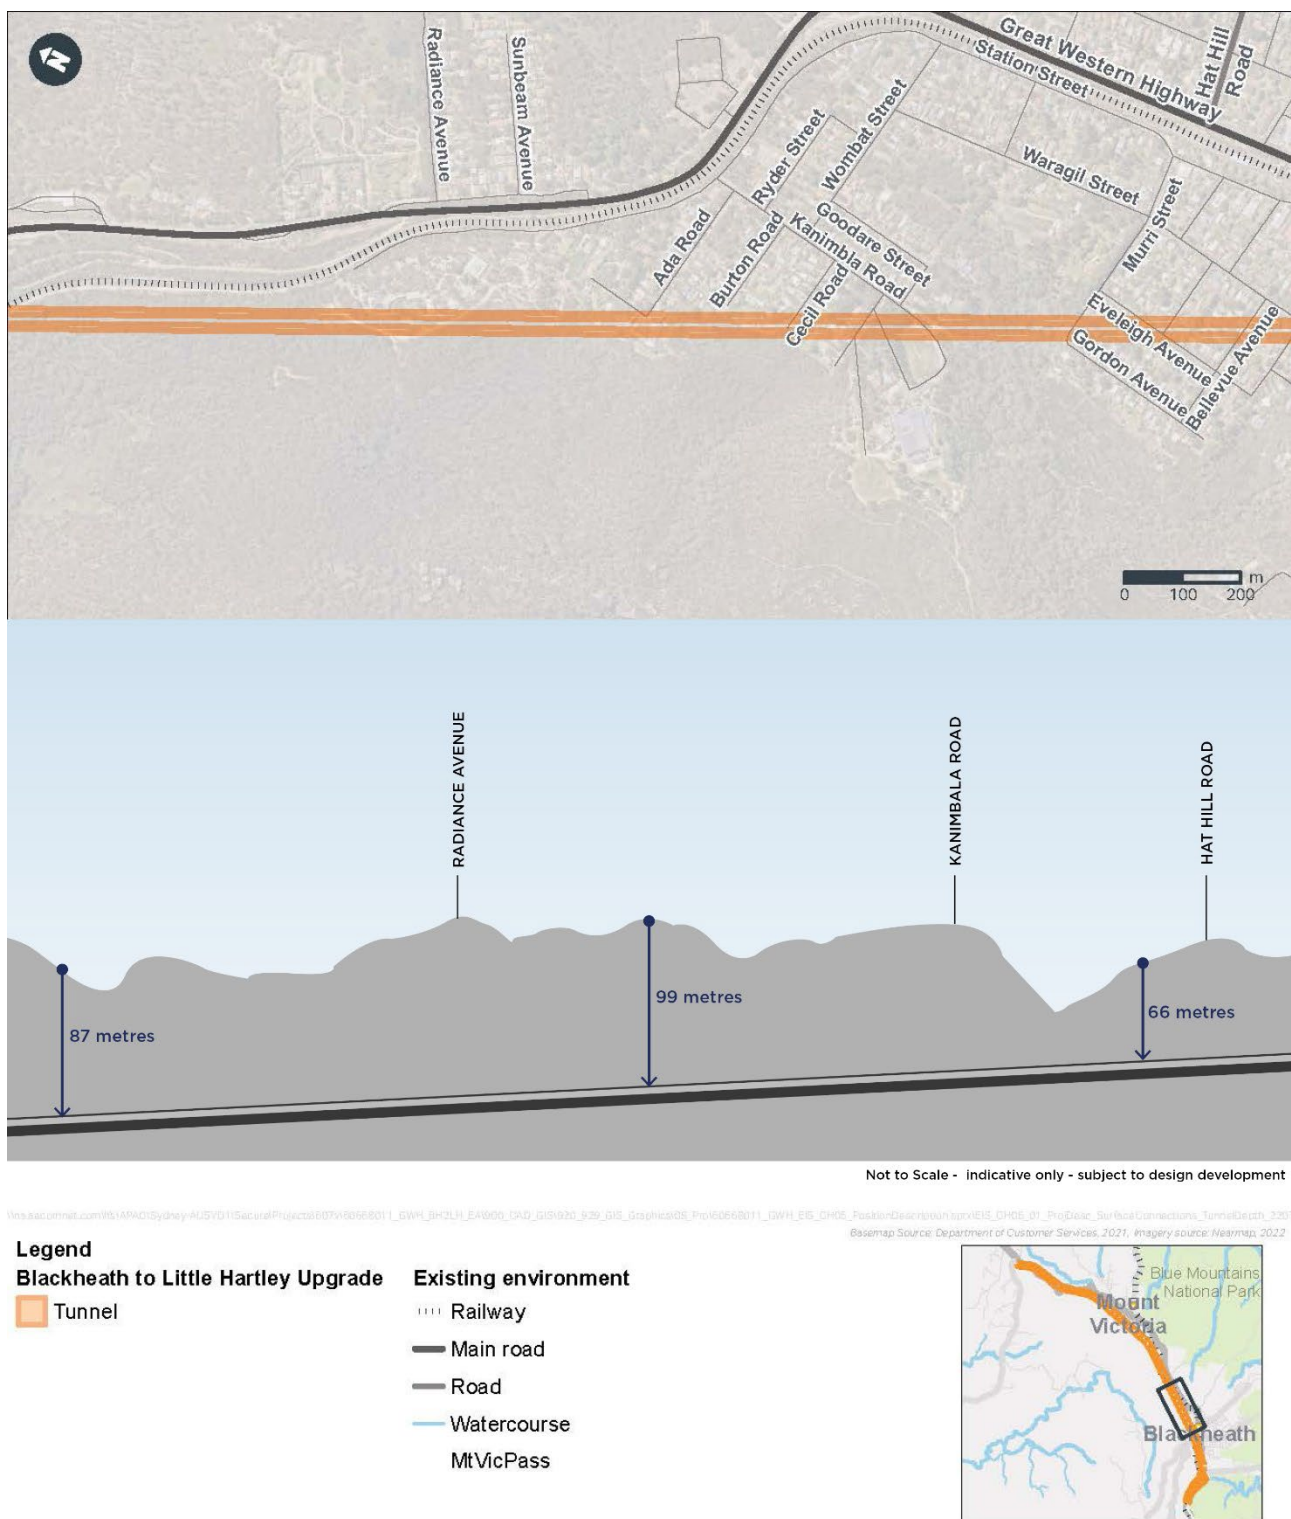 N
Radiance Avenue
Sunbeam Avenue
Great Western Highway
Station Street
Hat Hill
Road
Ryder Street
Wombat Street
Waragil Street
Murri Street
Ada Road
Burton Road
Goodare Street
Kanimbla Road
Cecil Road
Eveleigh Avenue
Gordon Avenue
Bellevue Avenue
m
0 100 200
RADIANCE AVENUE
KANIMBALA ROAD
HAT HILL ROAD
87 metres
99 metres
66 metres
Not to Scale - indicative only - subject to design development
Basemap Source: Department of Customer Services, 2021, Imagery source: Nearmap, 2022
Legend
Blackheath to Little Hartley Upgrade
Tunnel
Existing environment
Railway
Main road
Road
Watercourse
MtVicPass
Blue Mountains
National Park
Mount
Victoria
Blackheath